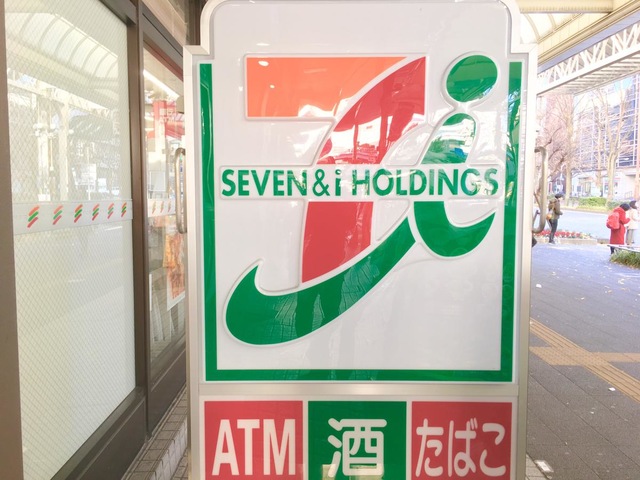 SEVEN&i HOLDINGS
ATM 酒 たばこ